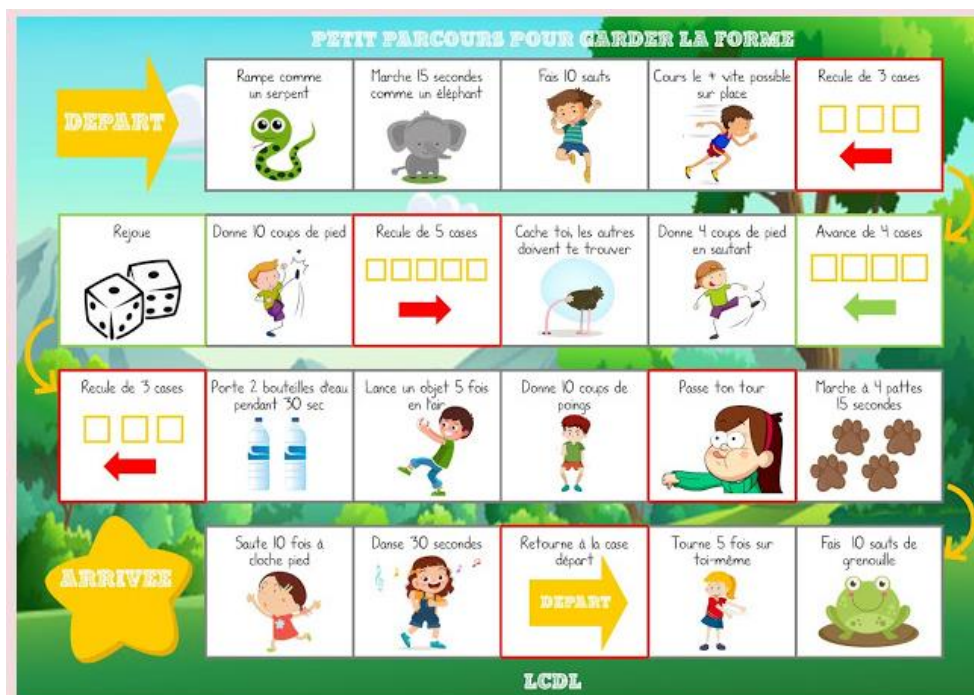 PETIT PARCOURS POUR GARDER LA FORME
DEPART
Rampe comme
un serpent
Marche 15 secondes
comme un éléphant
Fais 10 sauts
Cours le + vite possible
sur place
Recule de 3 cases
Rejoue
Donne 10 coups de pied
Recule de 5 cases
Cache toi, les autres
doivent te trouver
Donne 4 coups de pied
en sautant
Avance de 4 cases
Recule de 3 cases
Porte 2 bouteilles d'eau
pendant 30 sec
Lance un objet 5 fois
en l'air
Donne 10 coups de
poings
Passe ton tour
Marche à 4 pattes
15 secondes
ARRIVEE
Saute 10 fois à
cloche pied
Danse 30 secondes
Retourne à la case
départ
DEPART
Tourne 5 fois sur
toi-même
Fais 10 sauts de
grenouille
LCDL